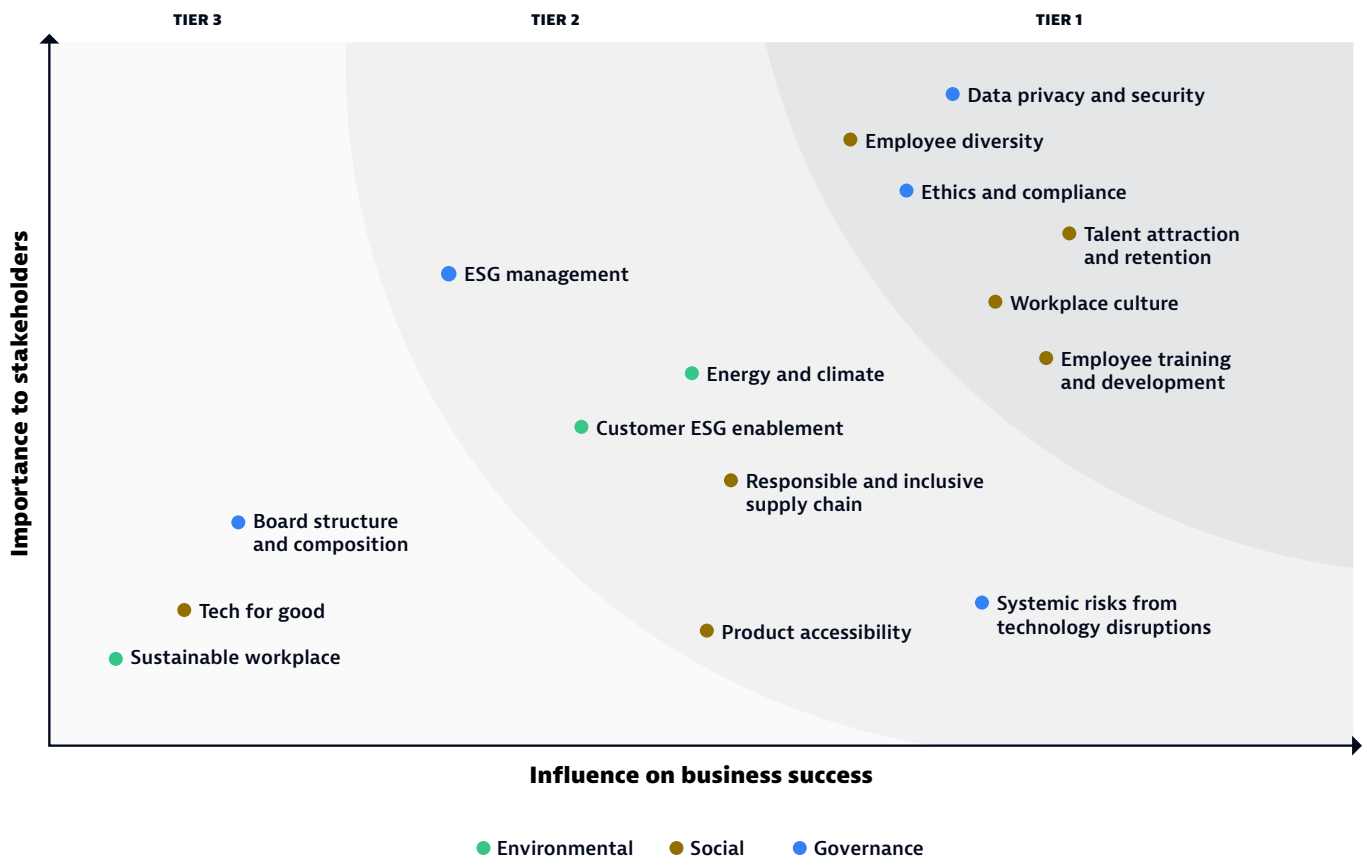 TIER 3
TIER 2
TIER 1
Data privacy and security
Employee diversity
Ethics and compliance
Talent attraction
and retention
ESG management
Workplace culture
Employee training
and development
Energy and climate
Customer ESG enablement
Responsible and inclusive
supply chain
Board structure
and composition
Systemic risks from
technology disruptions
Tech for good
Product accessibility
Sustainable workplace
Importance to stakeholders
Influence on business success
Environmental
Social
Governance